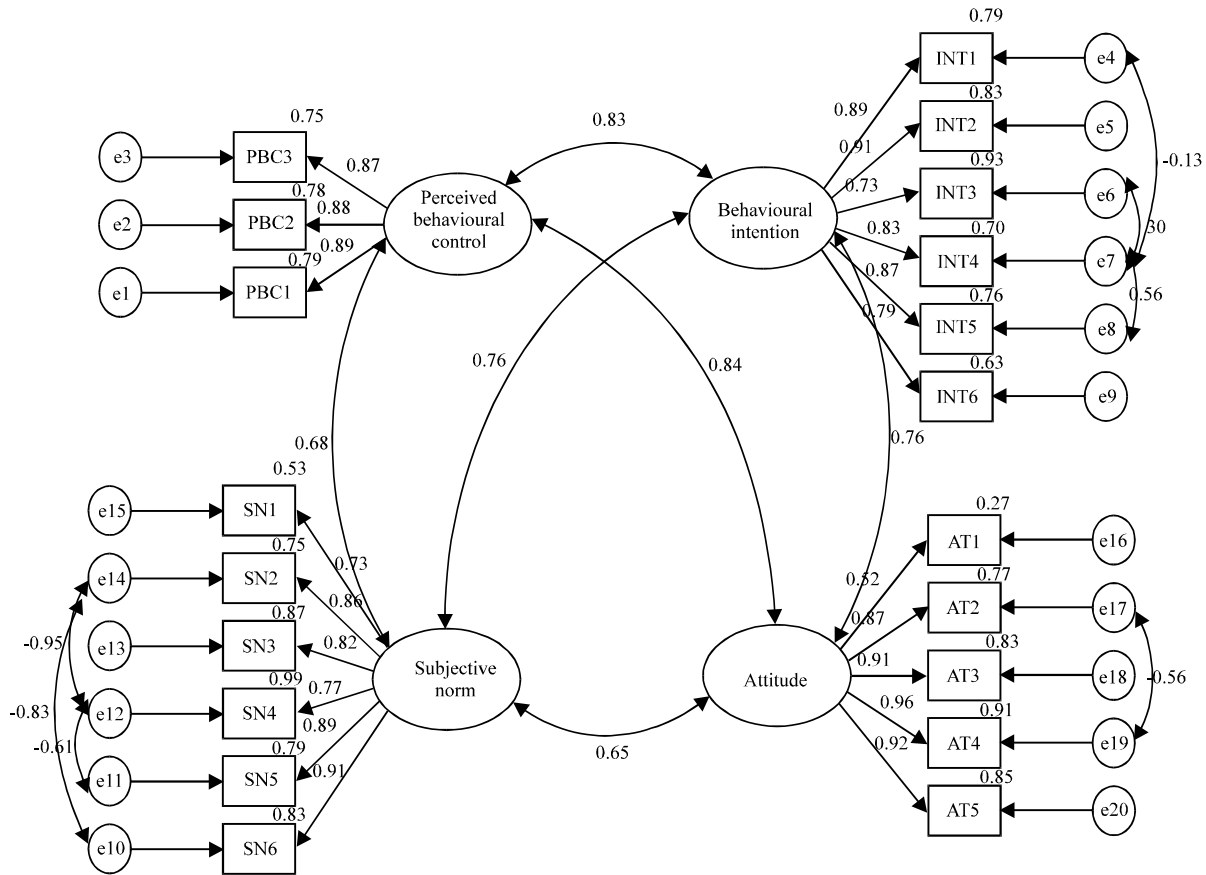 0.79
INT1
e4
0.83
0.89
INT2
e5
-0.13
0.91
0.93
0.73
INT3
e6
30
0.70
0.83
INT4
e7
0.56
0.76
0.87
INT5
e8
0.63
0.79
INT6
e9
0.83
0.75
e3
PBC3
0.87
0.78
e2
PBC2
0.88
0.79
e1
PBC1
0.89
Perceived
behavioural
control
Behavioural
intention
0.76
0.84
0.68
0.76
0.53
e15
SN1
0.73
0.75
e14
SN2
0.86
0.87
e13
SN3
0.82
-0.95
0.99
e12
SN4
0.77
-0.83
0.89
-0.61
0.79
e11
SN5
0.91
0.83
e10
SN6
Subjective
norm
0.65
Attitude
0.27
0.52
AT1
e16
0.77
0.87
AT2
e17
0.83
0.91
AT3
e18
-0.56
0.91
0.96
AT4
e19
0.85
0.92
AT5
e20